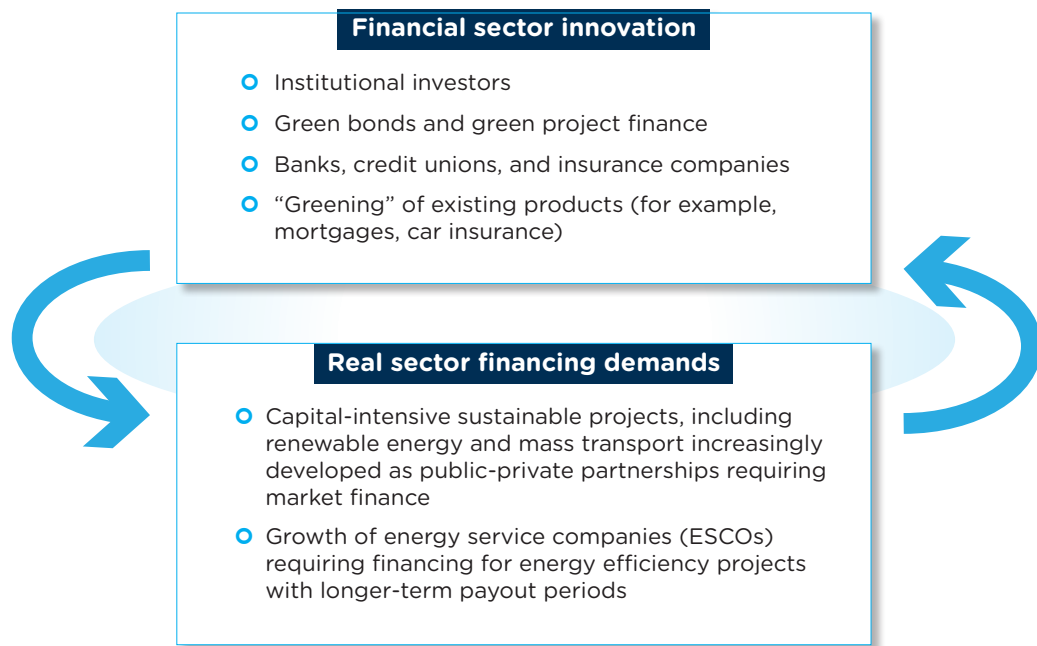 Financial sector innovation
Institutional investors
Green bonds and green project finance
Banks, credit unions, and insurance companies
“Greening” of existing products (for example,
mortgages, car insurance)
Real sector financing demands
Capital-intensive sustainable projects, including
renewable energy and mass transport increasingly
developed as public-private partnerships requiring
market finance
Growth of energy service companies (ESCOs)
requiring financing for energy efficiency projects
with longer-term payout periods